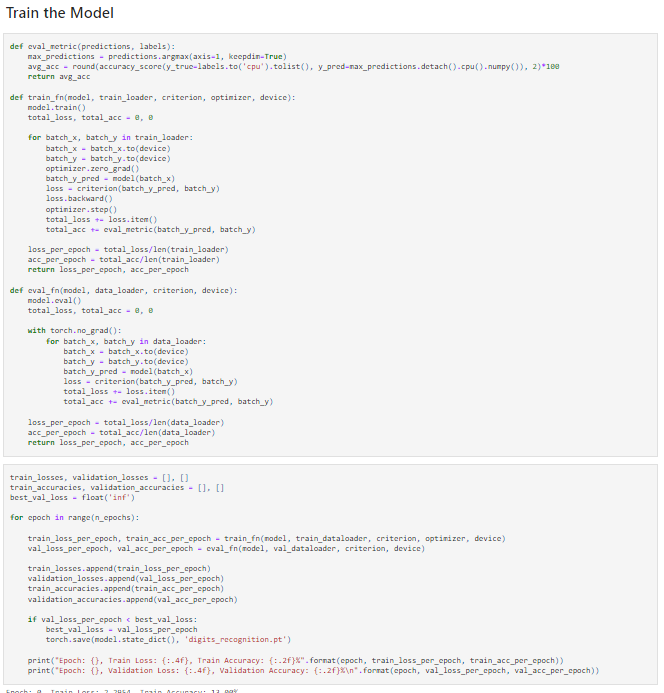 Train the Model
def eval_metric(predictions, labels):
    max_predictions = predictions.argmax(axis=1, keepdim=True)
    avg_acc = round(accuracy_score(y_true=labels.to('cpu').tolist(), y_pred=max_predictions.detach().cpu().numpy()), 2)*100
    return avg_acc
def train_fn(model, train_loader, criterion, optimizer, device):
    model.train()
    total_loss, total_acc = 0, 0
    for batch_x, batch_y in train_loader:
        batch_x = batch_x.to(device)
        batch_y = batch_y.to(device)
        optimizer.zero_grad()
        batch_y_pred = model(batch_x)
        loss = criterion(batch_y_pred, batch_y)
        loss.backward()
        optimizer.step()
        total_loss += loss.item()
        total_acc += eval_metric(batch_y_pred, batch_y)
    loss_per_epoch = total_loss/len(train_loader)
    acc_per_epoch = total_acc/len(train_loader)
    return loss_per_epoch, acc_per_epoch
def eval_fn(model, data_loader, criterion, device):
    model.eval()
    total_loss, total_acc = 0, 0
    with torch.no_grad():
        for batch_x, batch_y in data_loader:
            batch_x = batch_x.to(device)
            batch_y = batch_y.to(device)
            batch_y_pred = model(batch_x)
            loss = criterion(batch_y_pred, batch_y)
            total_loss += loss.item()
            total_acc += eval_metric(batch_y_pred, batch_y)
    loss_per_epoch = total_loss/len(data_loader)
    acc_per_epoch = total_acc/len(data_loader)
    return loss_per_epoch, acc_per_epoch
train_losses, validation_losses = [], []
train_accuracies, validation_accuracies = [], []
best_val_loss = float('inf')
for epoch in range(n_epochs):
    train_loss_per_epoch, train_acc_per_epoch = train_fn(model, train_dataloader, criterion, optimizer, device)
    val_loss_per_epoch, val_acc_per_epoch = eval_fn(model, val_dataloader, criterion, device)
    train_losses.append(train_loss_per_epoch)
    validation_losses.append(val_loss_per_epoch)
    train_accuracies.append(train_acc_per_epoch)
    validation_accuracies.append(val_acc_per_epoch)
    if val_loss_per_epoch < best_val_loss:
        best_val_loss = val_loss_per_epoch
        torch.save(model.state_dict(), 'digits_recognition.pt')
    print("Epoch: {}, Train Loss: {:.4f}, Train Accuracy: {:.2f}%".format(epoch, train_loss_per_epoch, train_acc_per_epoch))
    print("Epoch: {}, Validation Loss: {:.4f}, Validation Accuracy: {:.2f}%\n".format(epoch, val_loss_per_epoch, val_acc_per_epoch))
Epoch: 0, Train Loss: Train Accuracy: